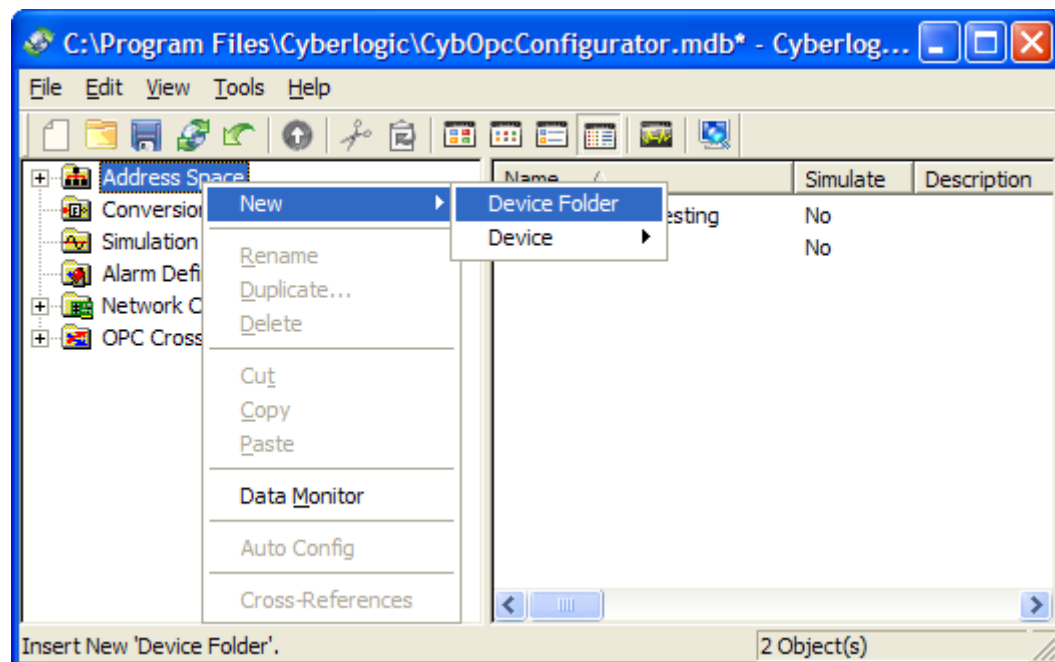 C:\Program Files\Cyberlogic\CybOpcConfigurator.mdb* - Cyberlog...
File Edit View Tools Help
Address Space
Conversion
Simulation
Alarm Defi
Network C
OPC Cross
New
Rename
Duplicate...
Delete
Cut
Copy
Paste
Data Monitor
Auto Config
Cross-References
Device Folder
Device
Name Simulate Description
esting No
No
Insert New 'Device Folder'. 2 Object(s)